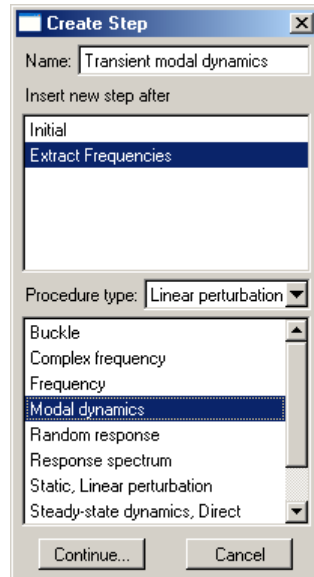 Create Step
Name: Transient modal dynamics
Insert new step after
Initial
Extract Frequencies
Procedure type: Linear perturbation
Buckle
Complex frequency
Frequency
Modal dynamics
Random response
Response spectrum
Static, Linear perturbation
Steady-state dynamics, Direct
Continue... Cancel